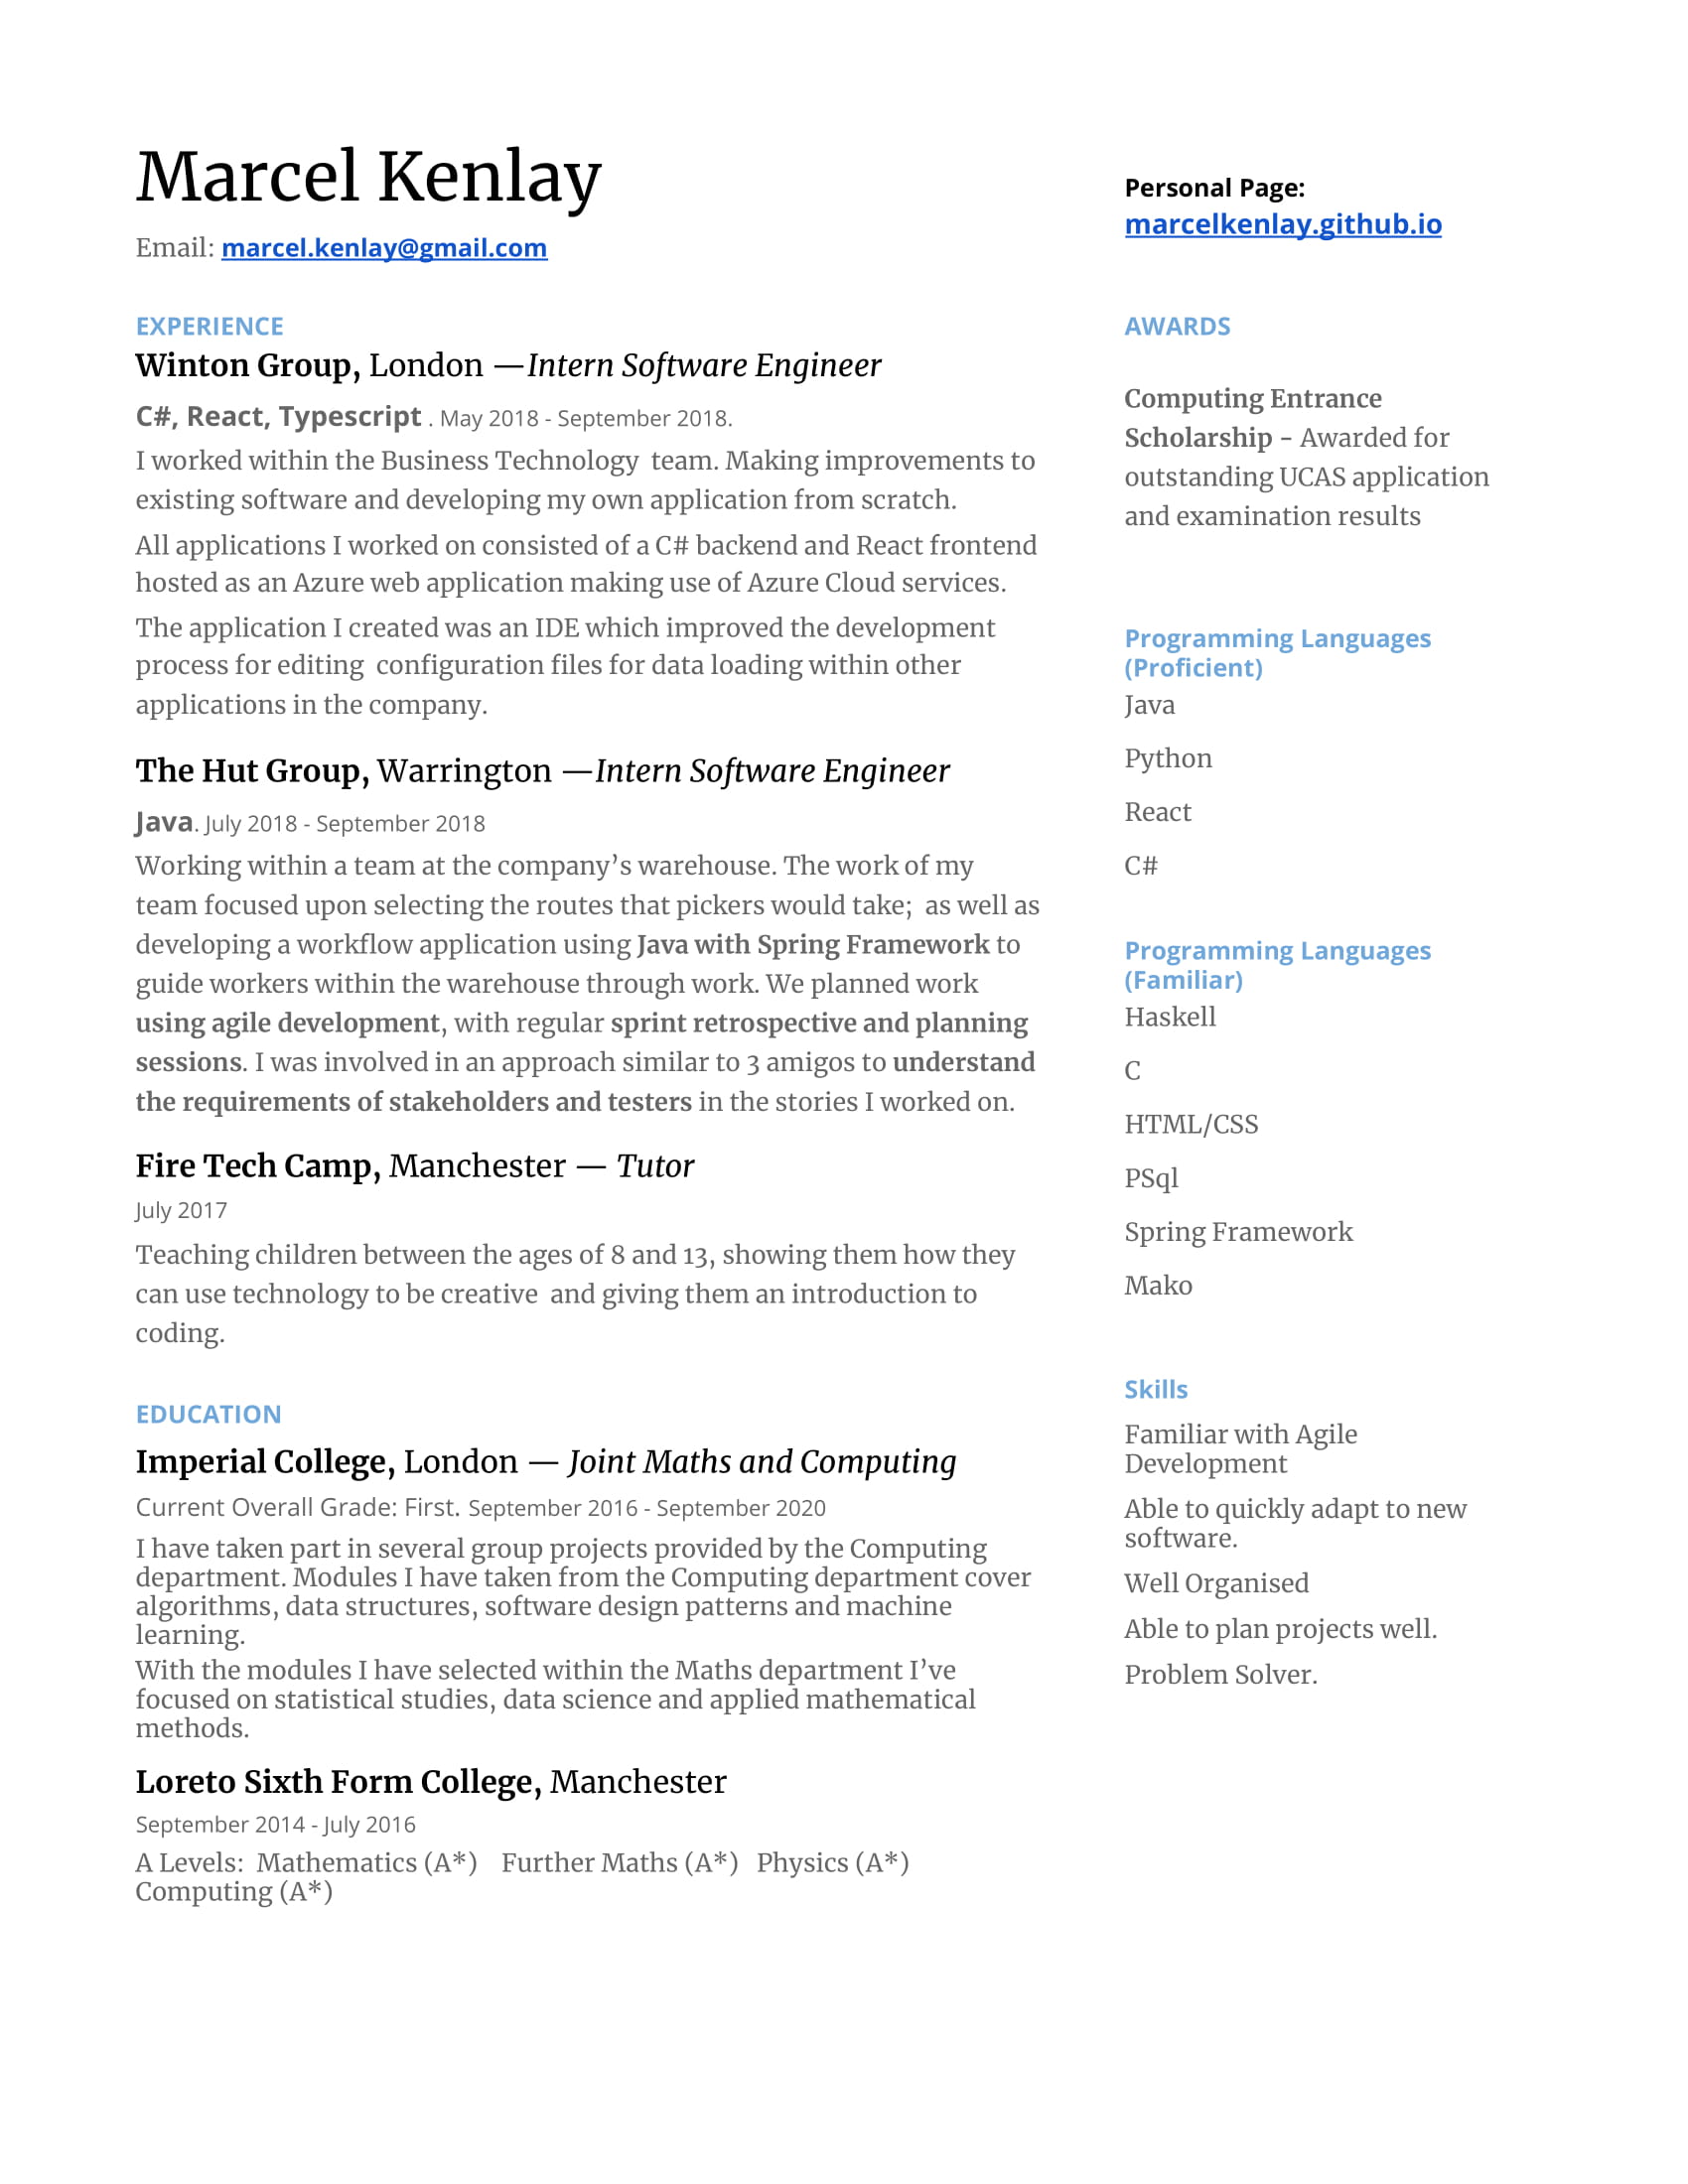 Marcel Kenlay
Email: marcel.kenlay@gmail.com
Personal Page:
marcelkenlay.github.io
EXPERIENCE
Winton Group, London —Intern Software Engineer
C#, React, Typescript . May 2018 - September 2018.
I worked within the Business Technology  team. Making improvements to
existing software and developing my own application from scratch.
All applications I worked on consisted of a C# backend and React frontend
hosted as an Azure web application making use of Azure Cloud services.
The application I created was an IDE which improved the development
process for editing  configuration files for data loading within other
applications in the company.
The Hut Group, Warrington —Intern Software Engineer
Java. July 2018 - September 2018
Working within a team at the company’s warehouse. The work of my
team focused upon selecting the routes that pickers would take;  as well as
developing a workflow application using Java with Spring Framework to
guide workers within the warehouse through work. We planned work
using agile development, with regular sprint retrospective and planning
sessions. I was involved in an approach similar to 3 amigos to understand
the requirements of stakeholders and testers in the stories I worked on.
Fire Tech Camp, Manchester — Tutor
July 2017
Teaching children between the ages of 8 and 13, showing them how they
can use technology to be creative  and giving them an introduction to
coding.
EDUCATION
Imperial College, London — Joint Maths and Computing
Current Overall Grade: First. September 2016 - September 2020
I have taken part in several group projects provided by the Computing
department. Modules I have taken from the Computing department cover
algorithms, data structures, software design patterns and machine
learning.
With the modules I have selected within the Maths department I’ve
focused on statistical studies, data science and applied mathematical
methods.
Loreto Sixth Form College, Manchester
September 2014 - July 2016
A Levels:  Mathematics (A*)   Further Maths (A*)  Physics (A*)
Computing (A*)
AWARDS
Computing Entrance
Scholarship - Awarded for
outstanding UCAS application
and examination results
Programming Languages
(Proficient)
Java
Python
React
C#
Programming Languages
(Familiar)
Haskell
C
HTML/CSS
PSql
Spring Framework
Mako
Skills
Familiar with Agile
Development
Able to quickly adapt to new
software.
Well Organised
Able to plan projects well.
Problem Solver.